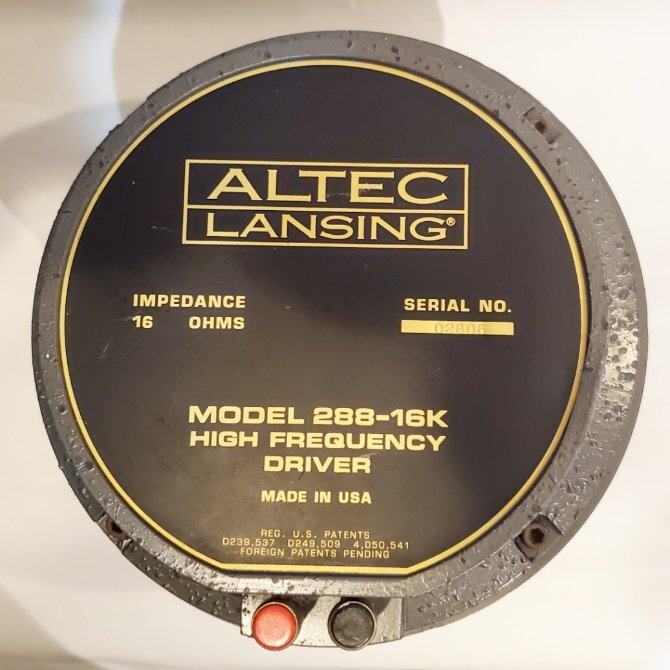 ALTEC
LANSING®
IMPEDANCE
16 OHMS
SERIAL NO.
02806
MODEL 288-16K
HIGH FREQUENCY
DRIVER
MADE IN USA
REG. U.S. PATENTS
D239,537 D249,509 4,050,541
FOREIGN PATENTS PENDING